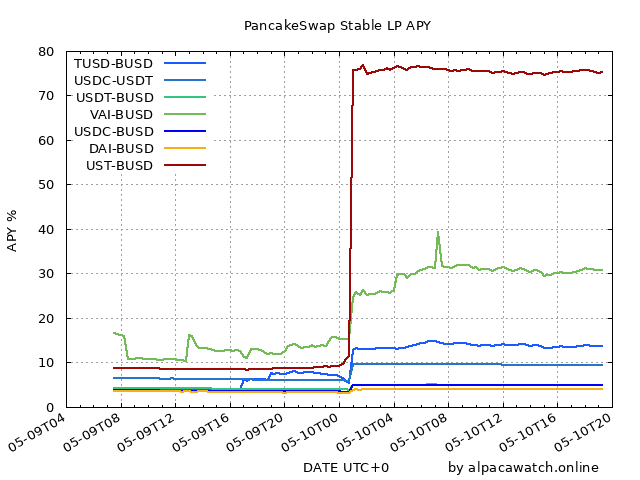 PancakeSwap Stable LP APY
80
70
60
50
40
30
20
10
0
APY %
TUSD-BUSD
USDC-USDT
USDT-BUSD
VAI-BUSD
USDC-BUSD
DAI-BUSD
UST-BUSD
05-09T04
05-09T08
05-09T12
05-09T16
05-09T20
05-10T00
05-10T04
05-10T08
05-10T12
05-10T16
05-10T20
DATE UTC+0
by alpacawatch.online